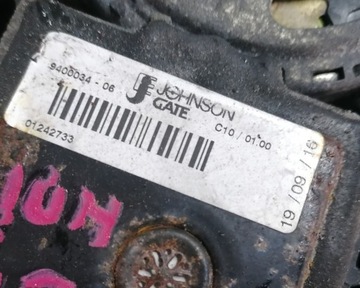 9400034 - 06
JOHNSON
GATE
C10 / 01.00
01242733
19 / 09 / 16